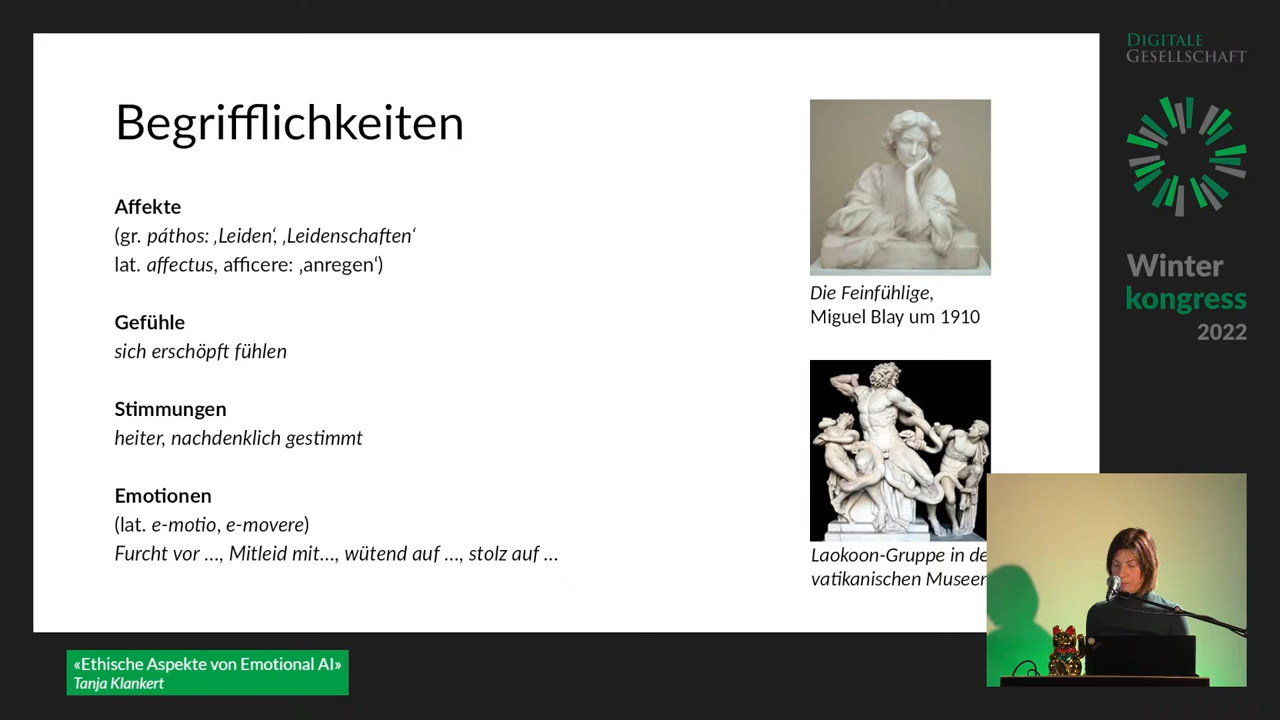 Begrifflichkeiten
Affekte
(gr. páthos: ‚Leiden‘, ‚Leidenschaften‘
lat. affectus, afficere: ‚anregen‘)
Gefühle
sich erschöpft fühlen
Stimmungen
heiter, nachdenklich gestimmt
Emotionen
(lat. e-motio, e-movere)
Furcht vor …, Mitleid mit…, wütend auf …, stolz auf …
Die Feinfühlige,
Miguel Blay um 1910
Laokoon-Gruppe in de
vatikanischen Museen
DIGITALE
GESELLSCHAFT
Winter
kongress
2022
«Ethische Aspekte von Emotional AI»
Tanja Klankert